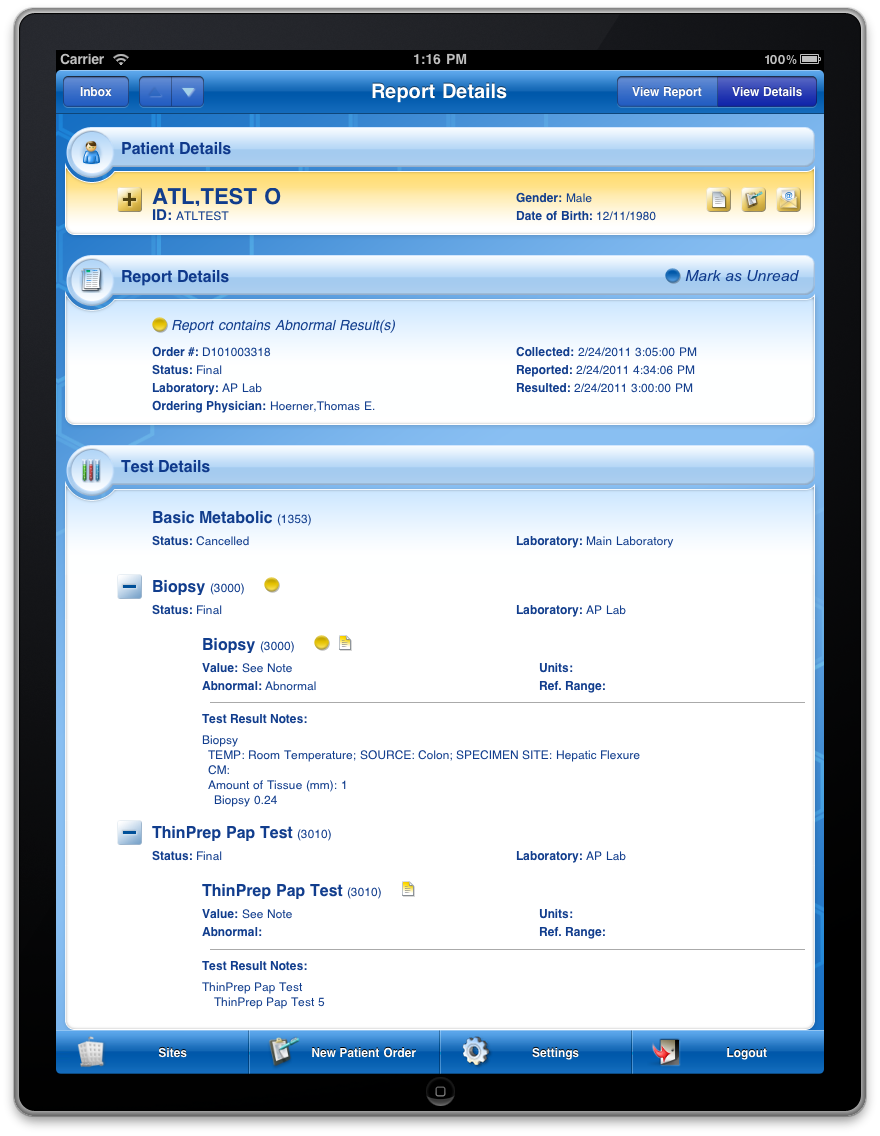 Carrier 1:16 PM 100%
Inbox Report Details View Report View Details
Patient Details
ATL,TEST O
ID: ATLTEST
Gender: Male
Date of Birth: 12/11/1980
Report Details Mark as Unread
Report contains Abnormal Result(s)
Order #: D101003318 Collected: 2/24/2011 3:05:00 PM
Status: Final Reported: 2/24/2011 4:34:06 PM
Laboratory: AP Lab Resulted: 2/24/2011 3:00:00 PM
Ordering Physician: Hoerner,Thomas E.
Test Details
Basic Metabolic (1353)
Status: Cancelled Laboratory: Main Laboratory
Biopsy (3000)
Status: Final Laboratory: AP Lab
Biopsy (3000)
Value: See Note Units:
Abnormal: Abnormal Ref. Range:
Test Result Notes:
Biopsy
TEMP: Room Temperature; SOURCE: Colon; SPECIMEN SITE: Hepatic Flexure
CM:
Amount of Tissue (mm): 1
Biopsy 0.24
ThinPrep Pap Test (3010)
Status: Final Laboratory: AP Lab
ThinPrep Pap Test (3010)
Value: See Note Units:
Abnormal: Ref. Range:
Test Result Notes:
ThinPrep Pap Test
ThinPrep Pap Test 5
Sites New Patient Order Settings Logout